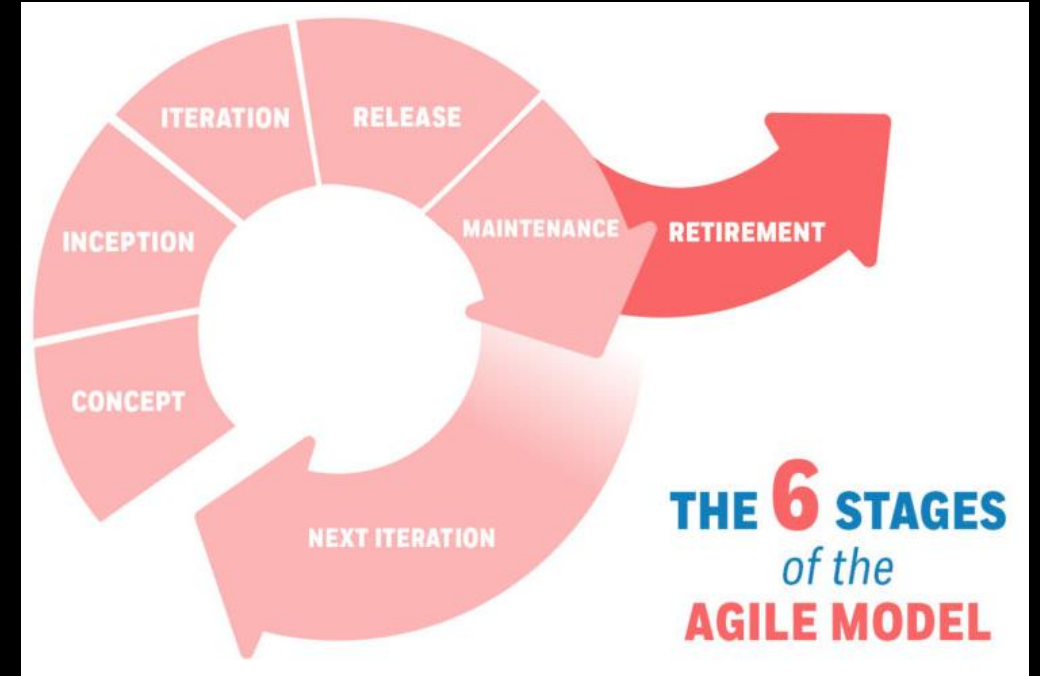 ITERATION
RELEASE
INCEPTION
MAINTENANCE
RETIREMENT
CONCEPT
NEXT ITERATION
THE 6 STAGES
of the
AGILE MODEL